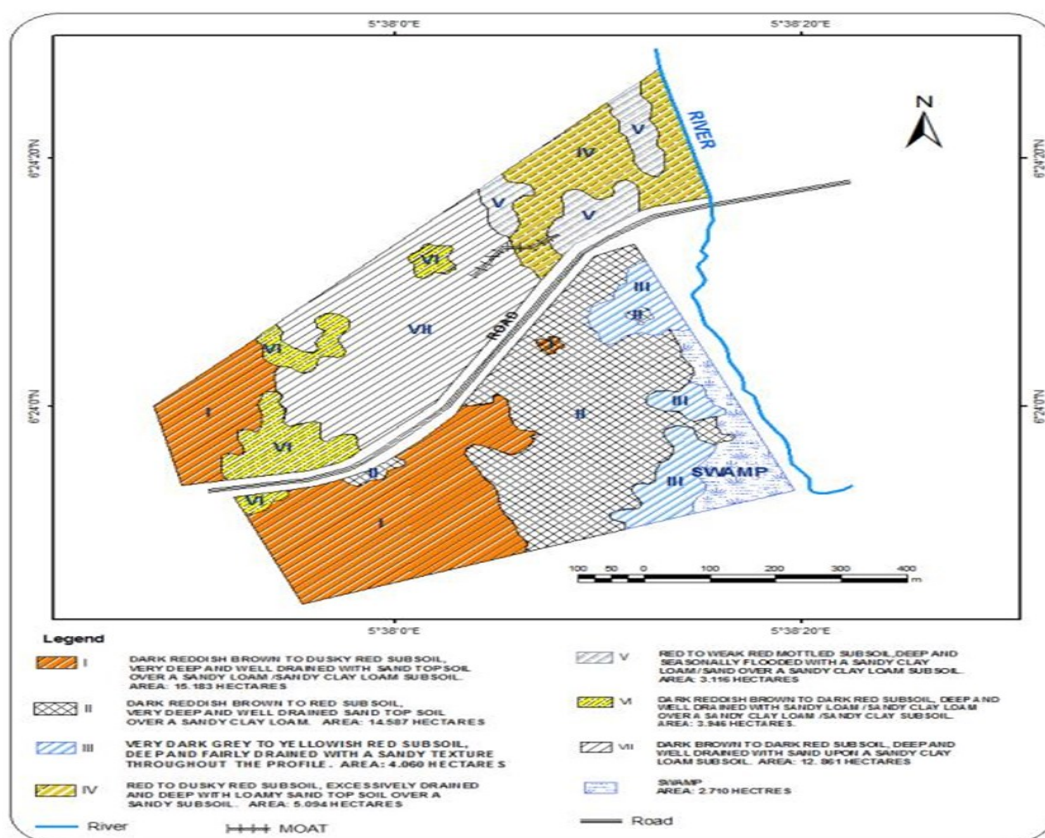 5°38'0"E
5°38'20"E
N
6°24'20"N
6°24'20"N
RIVER
V
IV
V
V
VI
III
II
VII
ROAD
I
VI
6°24'0"N
6°24'0"N
I
III
II
VI
II
SWAMP
III
VI
I
100 50 0 100 200 300 400
m
5°38'0"E
5°38'20"E
Legend
I DARK REDDISH BROWN TO DUSKY RED SUBSOIL,
VERY DEEP AND WELL DRAINED WITH SAND TOP SOIL
OVER A SANDY LOAM /SANDY CLAY LOAM SUBSOIL.
AREA: 15.183 HECTARES
II DARK REDDISH BROWN TO RED SUB SOIL,
VERY DEEP AND WELL DRAINED SAND TOP SOIL
OVER A SANDY CLAY LOAM. AREA: 14.587 HECTARES
III VERY DARK GREY TO YELLOWISH RED SUBSOIL,
DEEP AND FAIRLY DRAINED WITH A SANDY TEXTURE
THROUGHOUT THE PROFILE. AREA: 4.060 HECTARES
IV RED TO DUSKY RED SUBSOIL, EXCESSIVELY DRAINED
AND DEEP WITH LOAMY SAND TOP SOIL OVER A
SANDY SUBSOIL. AREA: 5.094 HECTARES
V RED TO WEAK RED MOTTLED SUBSOIL, DEEP AND
SEASONALLY FLOODED WITH A SANDY CLAY
LOAM/SAND OVER A SANDY CLAY LOAM SUBSOIL.
AREA: 3.116 HECTARES
VI DARK REDDISH BROWN TO DARK RED SUBSOIL, DEEP AND
WELL DRAINED WITH SANDY LOAM /SANDY CLAY LOAM
OVER A SANDY CLAY LOAM /SANDY CLAY SUBSOIL.
AREA: 3.946 HECTARES
VII DARK BROWN TO DARK RED SUBSOIL, DEEP AND
WELL DRAINED WITH SAND UPON A SANDY CLAY
LOAM SUBSOIL. AREA: 12.861 HECTARES
SWAMP
AREA: 2.710 HECTRES
River
MOAT
Road